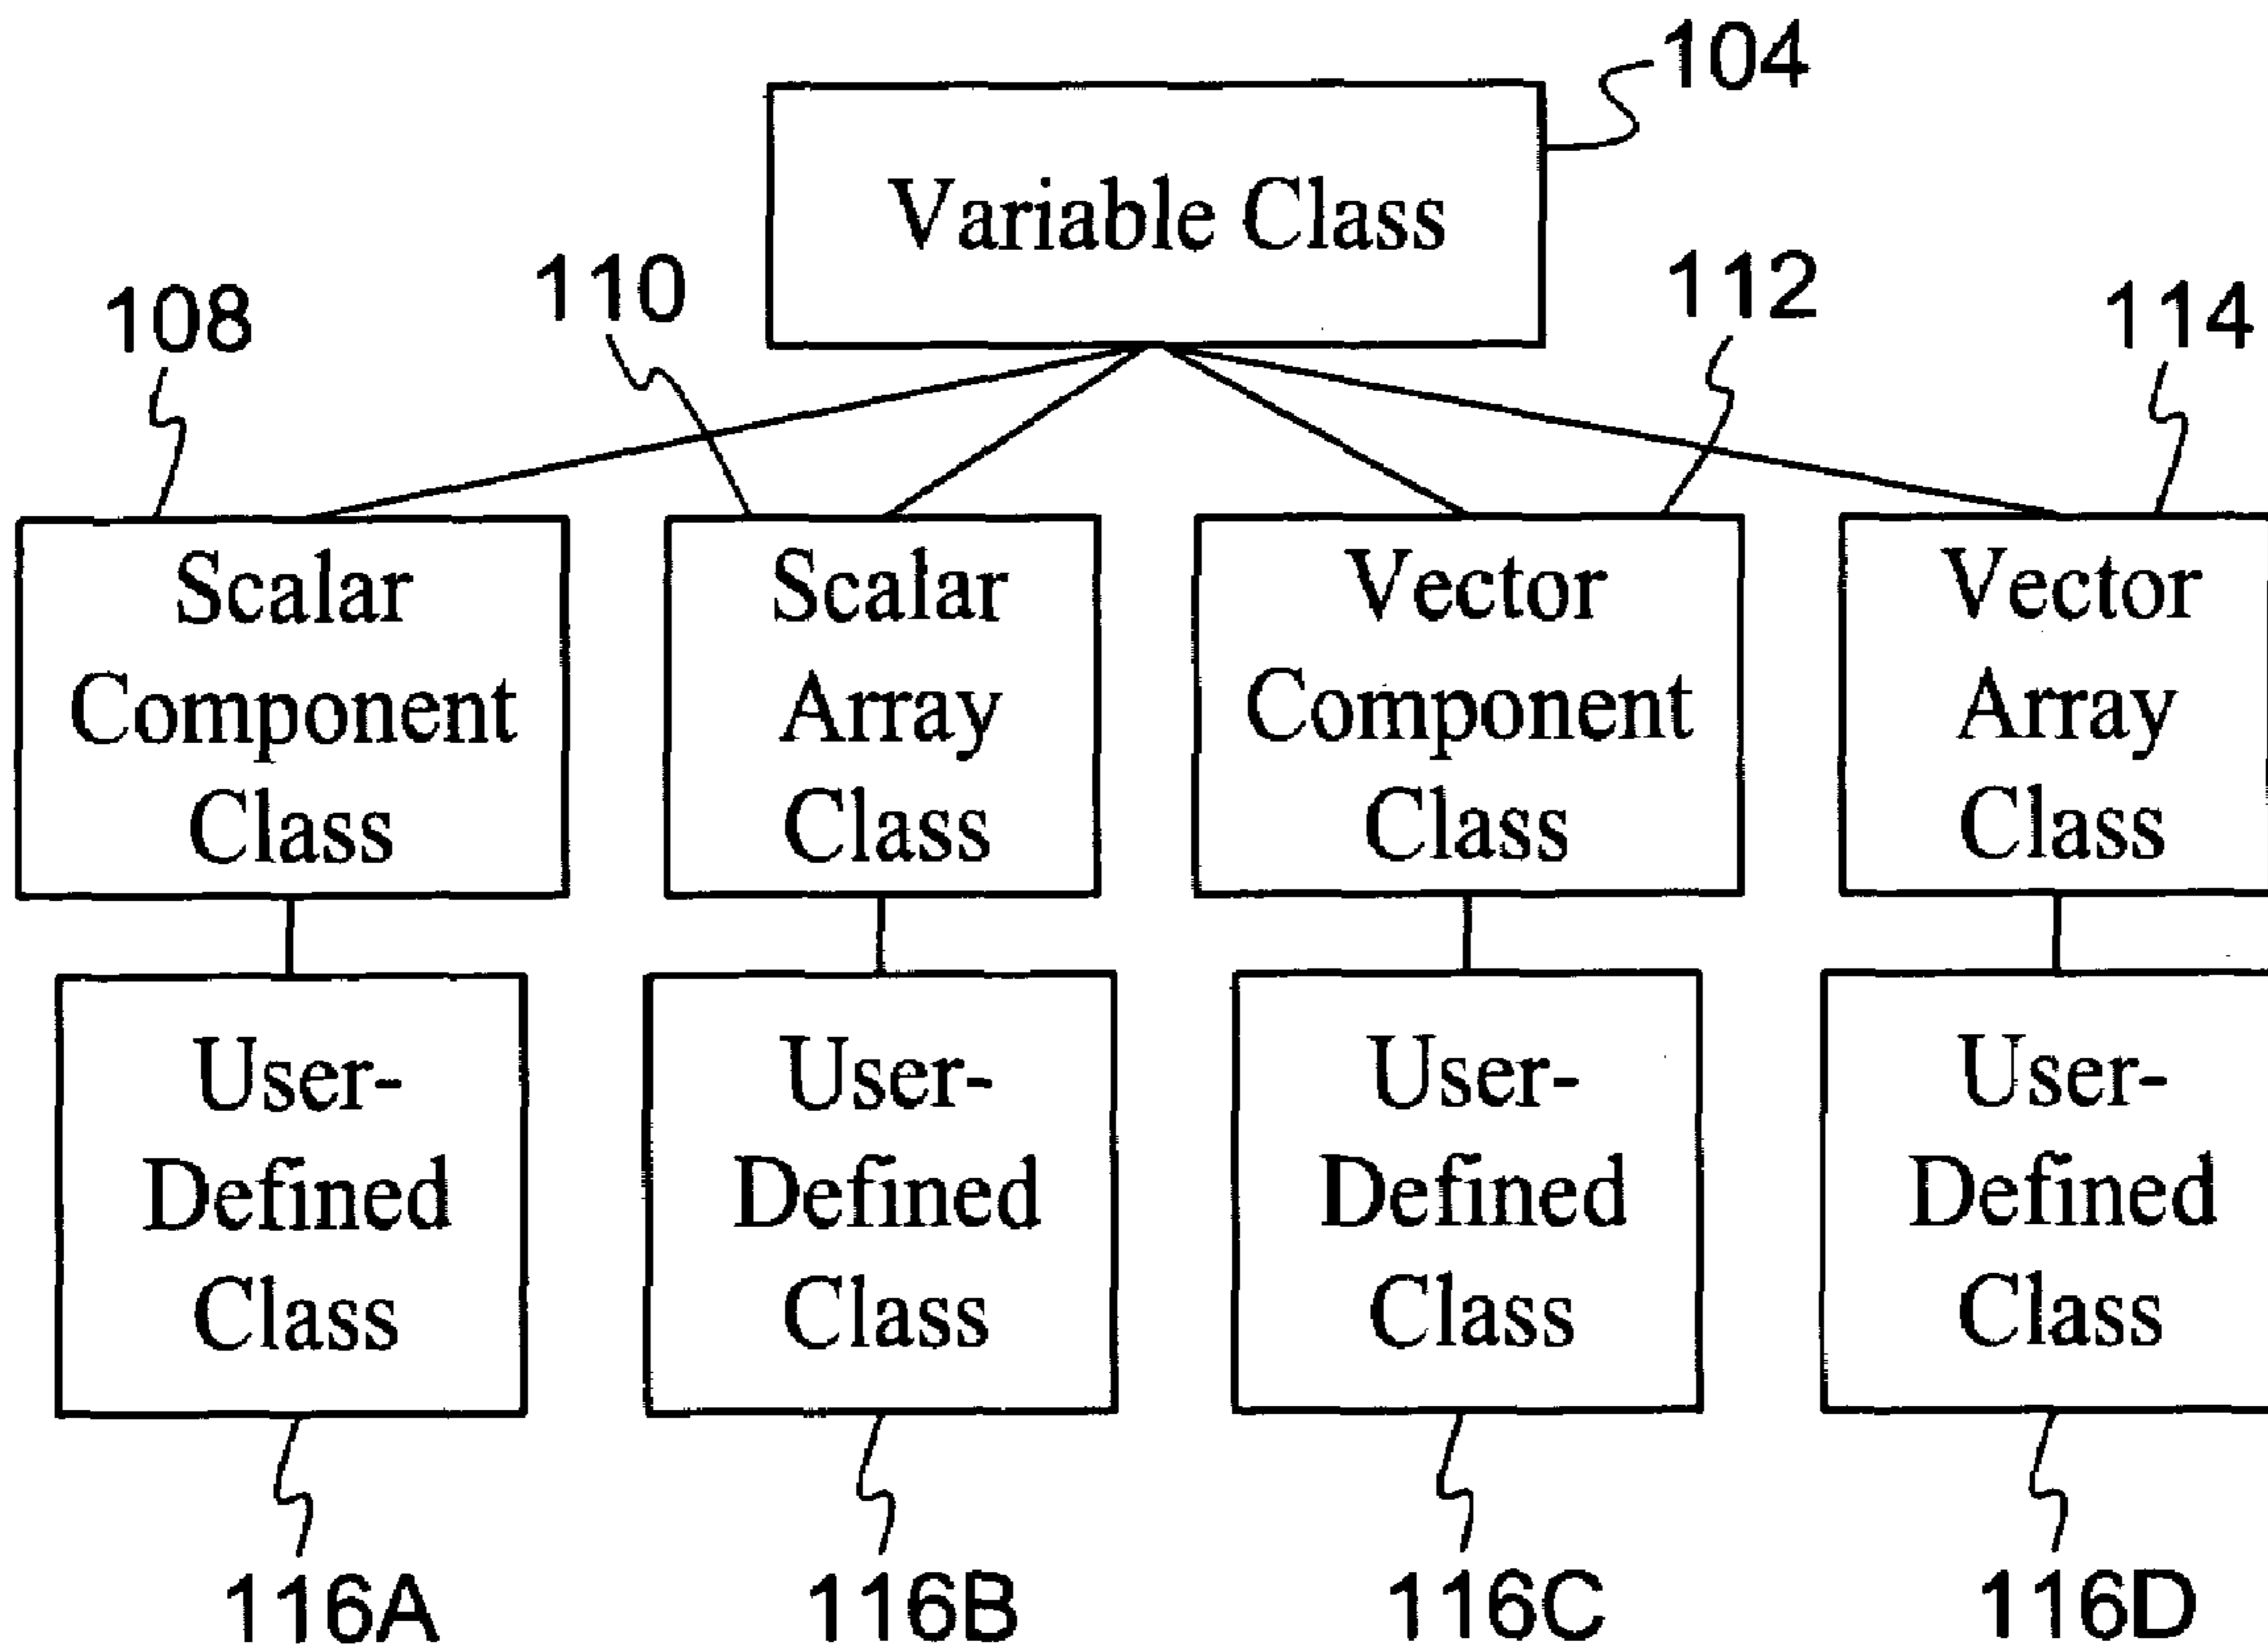 104
Variable Class
108
110
112
114
Scalar
Component
Class
Scalar
Array
Class
Vector
Component
Class
Vector
Array
Class
User-
Defined
Class
User-
Defined
Class
User-
Defined
Class
User-
Defined
Class
116A
116B
116C
116D